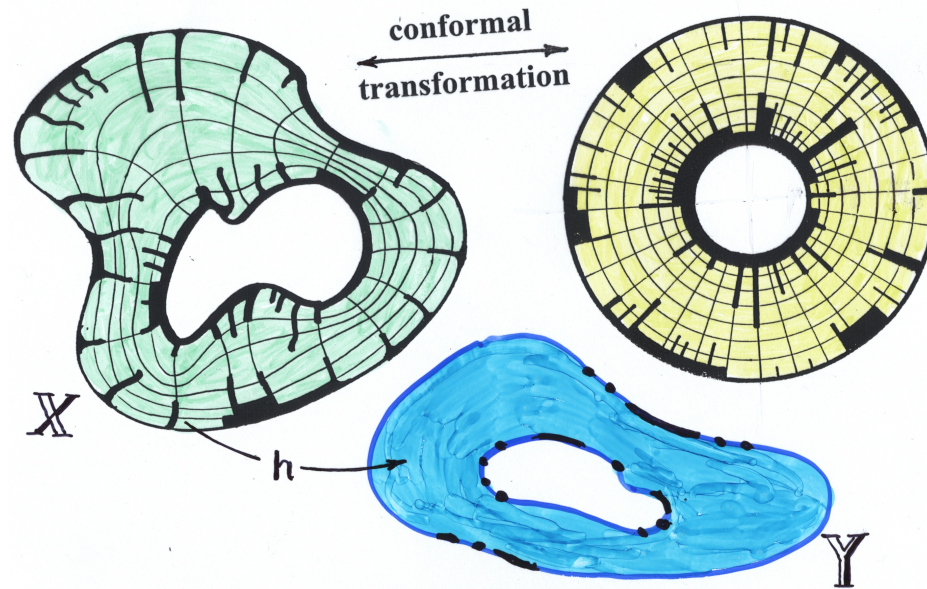 conformal
transformation
𝕏
h
𝕐